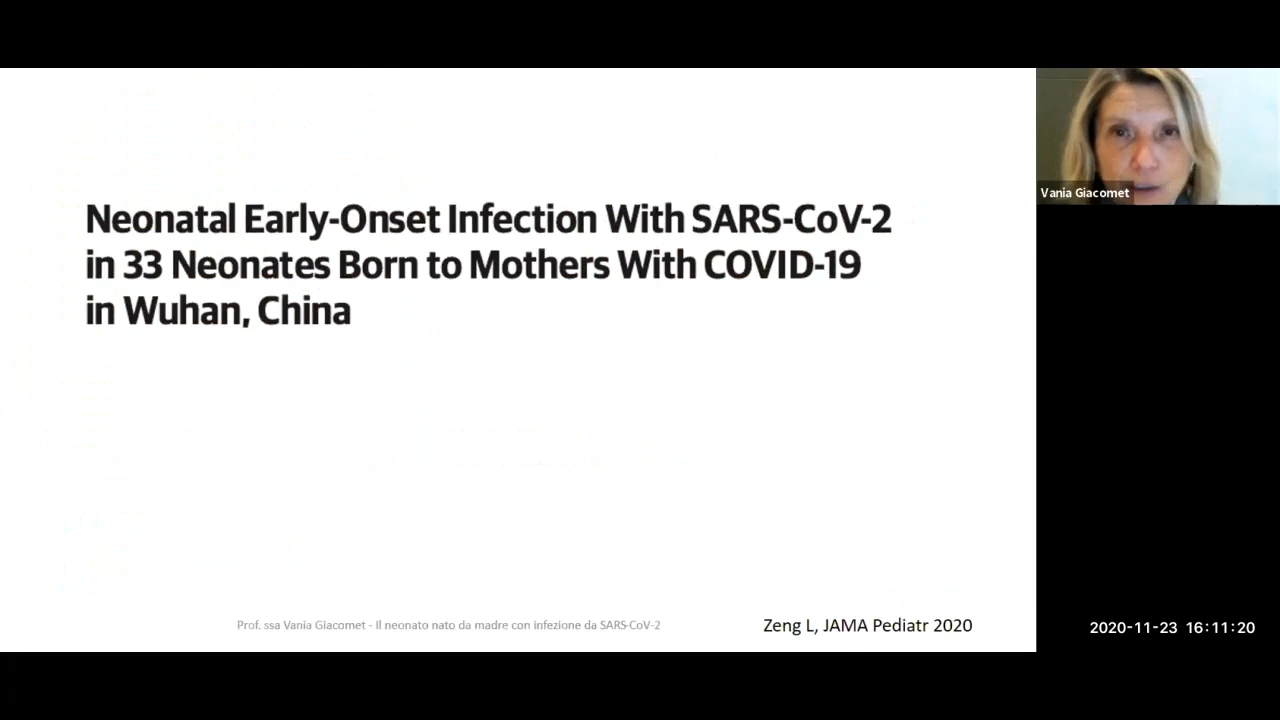 Neonatal Early-Onset Infection With SARS-CoV-2
in 33 Neonates Born to Mothers With COVID-19
in Wuhan, China
Vania Giacomet
Prof. ssa Vania Giacomet - Il neonato nato da madre con infezione da SARS-CoV-2
Zeng L, JAMA Pediatr 2020
2020-11-23 16:11:20